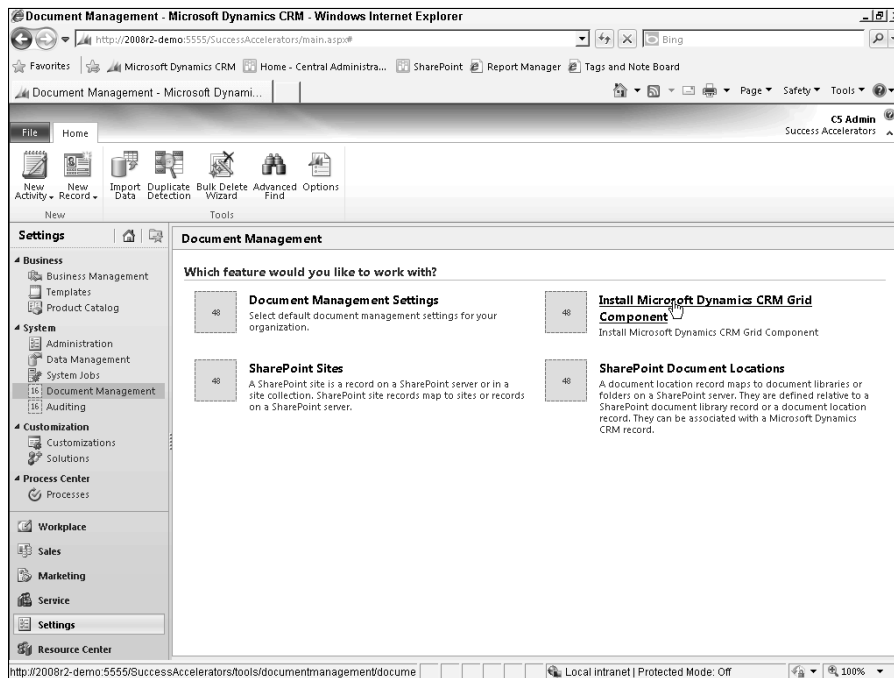 Document Management - Microsoft Dynamics CRM - Windows Internet Explorer
http://2008r2-demo:5555/SuccessAccelerators/main.aspx#
Bing
Favorites
Microsoft Dynamics CRM
Home - Central Administra...
SharePoint
Report Manager
Tags and Note Board
Document Management - Microsoft Dynami...
Page
Safety
Tools
File
Home
C5 Admin
Success Accelerators
New Activity
New Record
Import Data
Duplicate Detection
Bulk Delete Wizard
Advanced Find
Options
New
Tools
Settings
Business
Business Management
Templates
Product Catalog
System
Administration
Data Management
System Jobs
16 Document Management
16 Auditing
Customization
Customizations
Solutions
Process Center
Processes
Workplace
Sales
Marketing
Service
Settings
Resource Center
Document Management
Which feature would you like to work with?
48
Document Management Settings
Select default document management settings for your
organization.
48
Install Microsoft Dynamics CRM Grid
Component
Install Microsoft Dynamics CRM Grid Component
48
SharePoint Sites
A SharePoint site is a record on a SharePoint server or in a
site collection. SharePoint site records map to sites or records
on a SharePoint server.
48
SharePoint Document Locations
A document location record maps to document libraries or
folders on a SharePoint server. They are defined relative to a
SharePoint document library record or a document location
record. They can be associated with a Microsoft Dynamics
CRM record.
http://2008r2-demo:5555/SuccessAccelerators/tools/documentmanagement/docume
Local intranet | Protected Mode: Off
100%